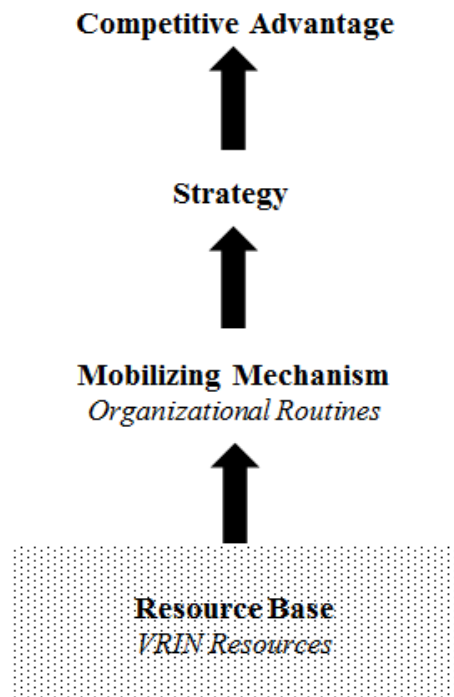 Competitive Advantage
Strategy
Mobilizing Mechanism
Organizational Routines
Resource Base
VRIN Resources